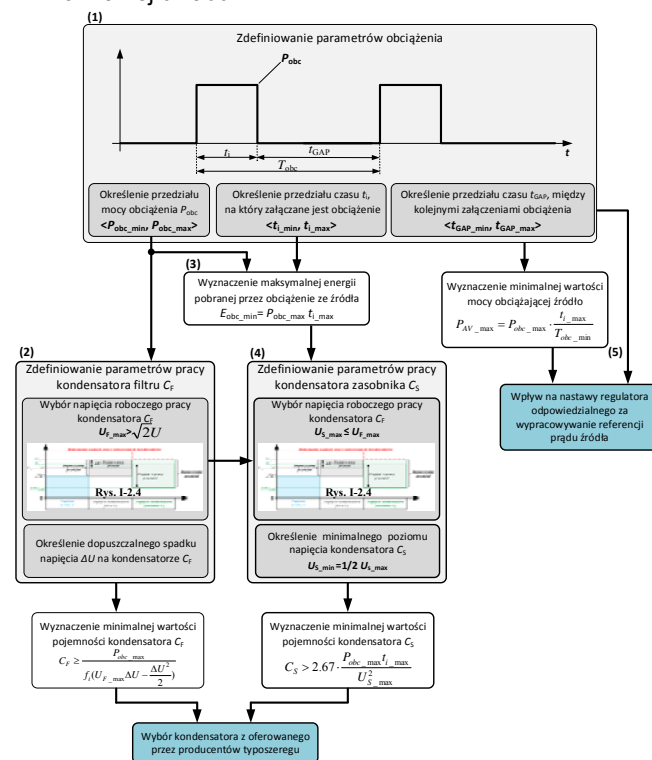 (1)
Zdefiniowanie parametrów obciążenia
P_obc
t_i
t_GAP
T_obc
t
Określenie przedziału
mocy obciążenia P_obc
<P_obc_min, P_obc_max>
Określenie przedziału czasu t_i,
na który załączane jest obciążenie
<t_i_min, t_i_max>
Określenie przedziału czasu t_GAP, między
kolejnymi załączeniami obciążenia
<t_GAP_min, t_GAP_max>
(3)
Wyznaczenie maksymalnej energii
pobranej przez obciążenie ze źródła
E_obc_min = P_obc_max t_i_max
Wyznaczenie minimalnej wartości
mocy obciążającej źródło
P_AV_max = P_obc_max · t_i_max / T_obc_min
(5)
Wpływ na nastawy regulatora
odpowiedzialnego za
wypracowywanie referencji
prądu źródła
(2)
Zdefiniowanie parametrów pracy
kondensatora filtru C_F
Wybór napięcia roboczego pracy
kondensatora C_F
U_F_max > √2U
Rys. I-2.4
Określenie dopuszczalnego spadku
napięcia ΔU na kondensatorze C_F
(4)
Zdefiniowanie parametrów pracy
kondensatora zasobnika C_S
Wybór napięcia roboczego pracy
kondensatora C_F
U_S_max ≤ U_F_max
Rys. I-2.4
Określenie minimalnego poziomu
napięcia kondensatora C_S
U_S_min = 1/2 U_s_max
Wyznaczenie minimalnej wartości
pojemności kondensatora C_F
C_F ≥ P_obc_max / f_i(U_F_max ΔU − ΔU²/2)
Wyznaczenie minimalnej wartości
pojemności kondensatora C_S
C_S > 2.67 · P_obc_max t_i_max / U²_S_max
Wybór kondensatora z oferowanego
przez producentów typoszeregu